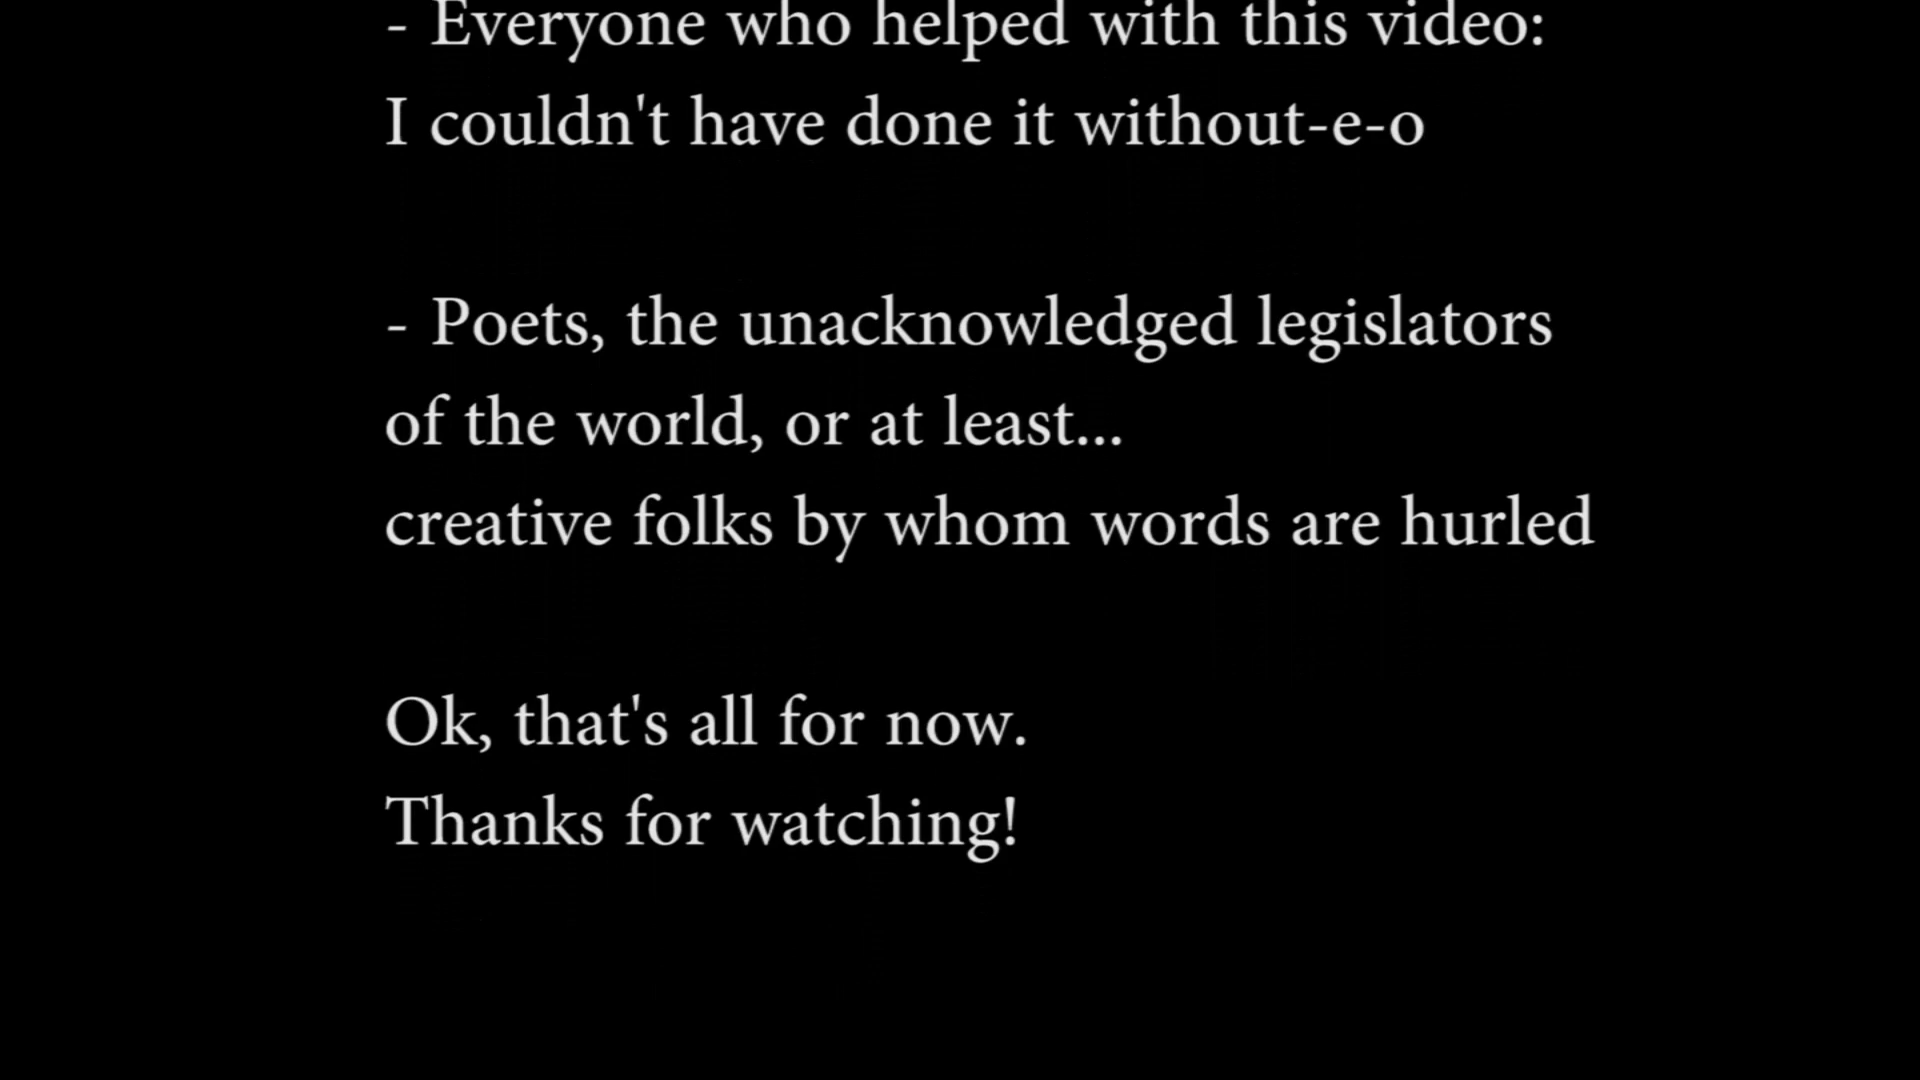 - Everyone who helped with this video:
I couldn't have done it without-e-o
- Poets, the unacknowledged legislators
of the world, or at least...
creative folks by whom words are hurled
Ok, that's all for now.
Thanks for watching!